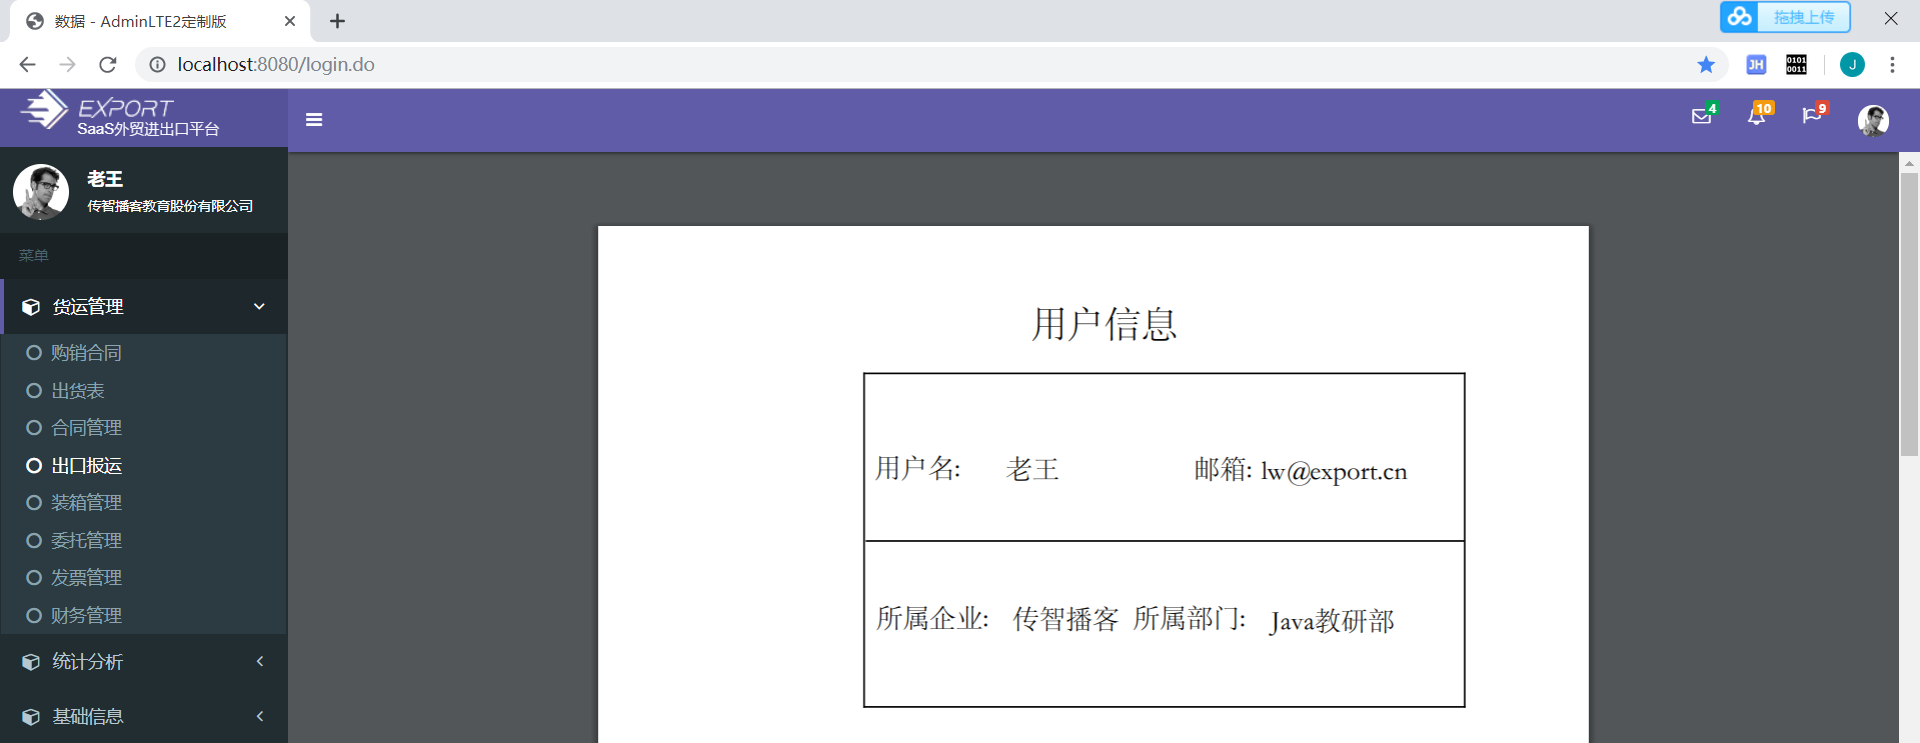 数据 - AdminLTE2定制版
拖拽上传
localhost:8080/login.do
JH
0101
0011
J
EXPORT
SaaS外贸进出口平台
4
10
9
老王
传智播客教育股份有限公司
菜单
货运管理
购销合同
出货表
合同管理
出口报运
装箱管理
委托管理
发票管理
财务管理
统计分析
基础信息
用户信息
用户名: 老王 邮箱: lw@export.cn
所属企业: 传智播客 所属部门: Java教研部